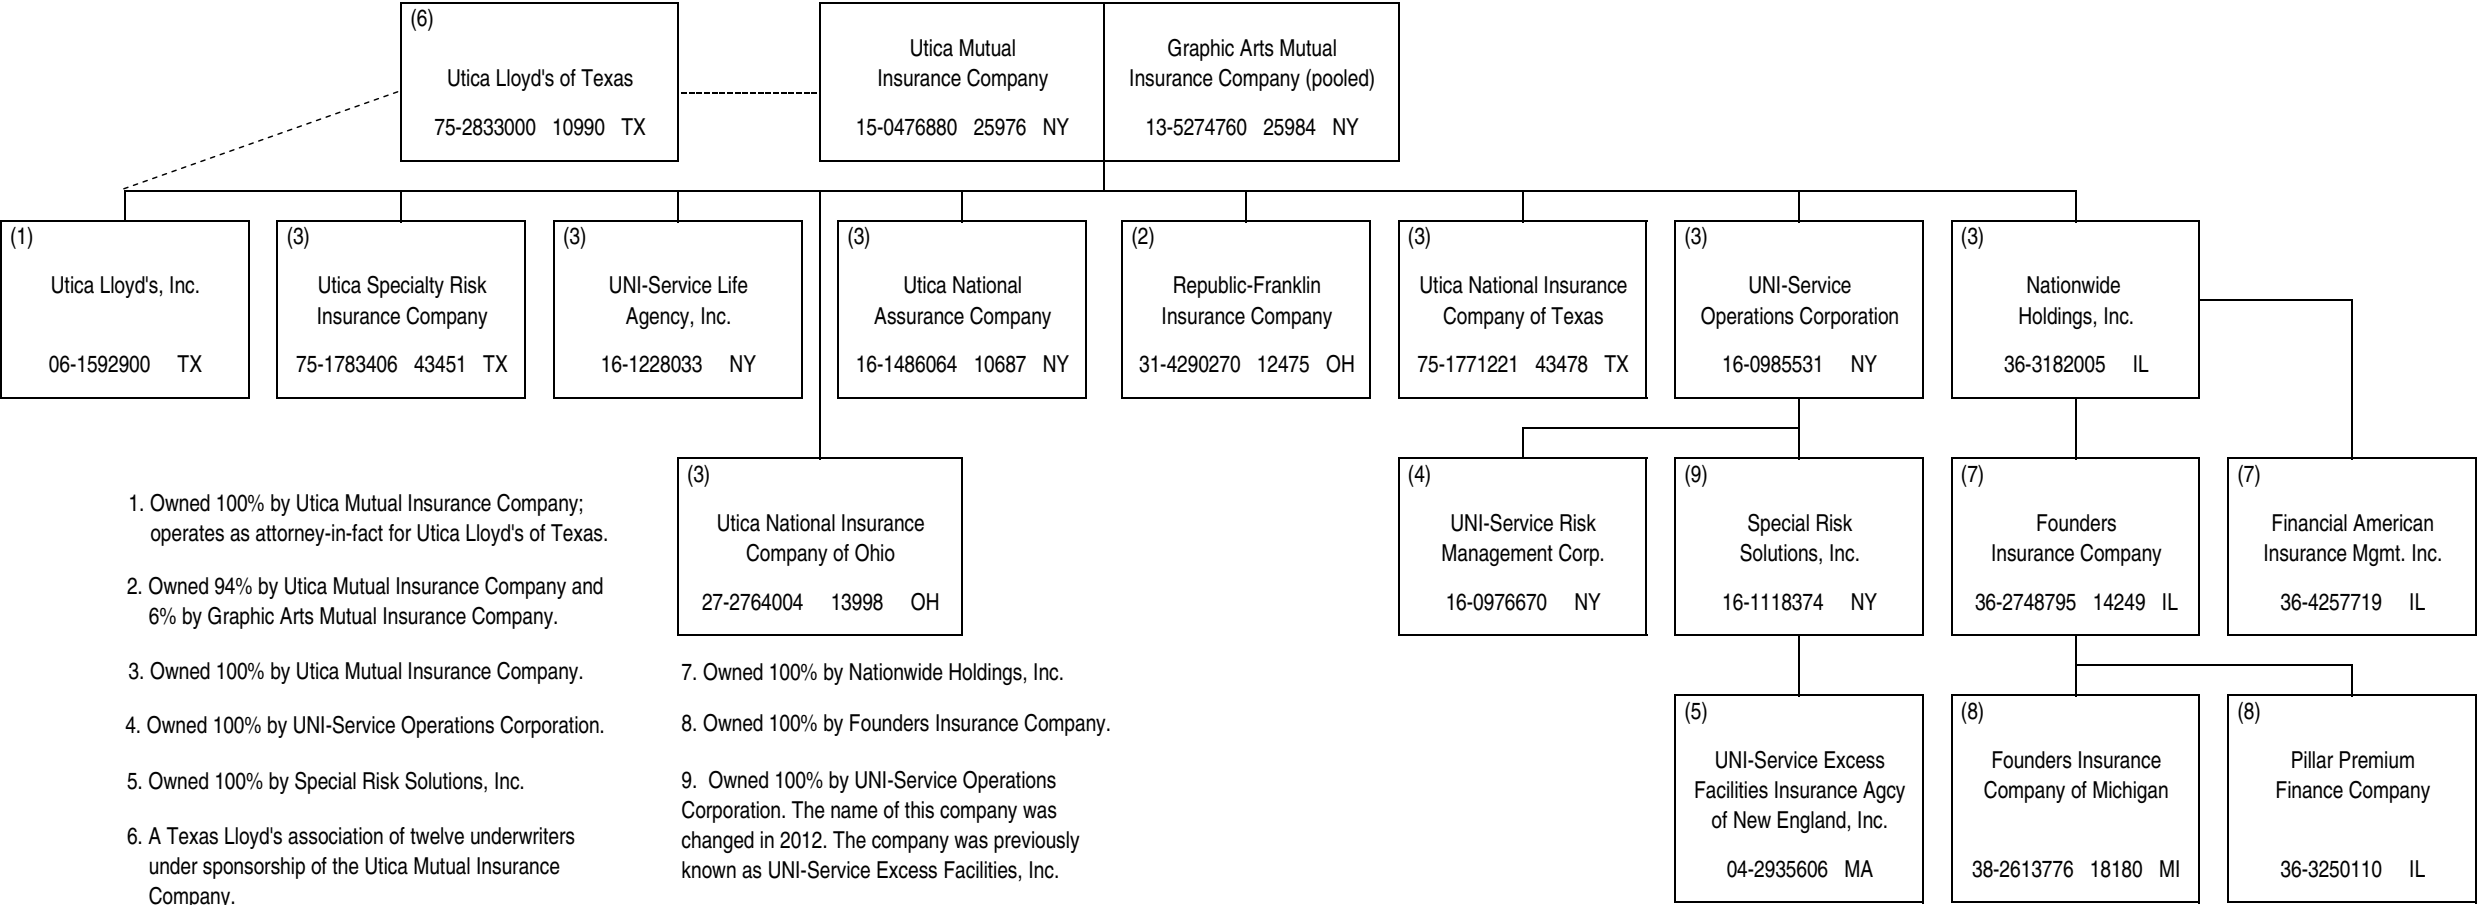 (6)
Utica Lloyd's of Texas
75-2833000 10990 TX
Utica Mutual
Insurance Company
15-0476880 25976 NY
Graphic Arts Mutual
Insurance Company (pooled)
13-5274760 25984 NY
(1)
Utica Lloyd's, Inc.
06-1592900 TX
(3)
Utica Specialty Risk
Insurance Company
75-1783406 43451 TX
(3)
UNI-Service Life
Agency, Inc.
16-1228033 NY
(3)
Utica National
Assurance Company
16-1486064 10687 NY
(2)
Republic-Franklin
Insurance Company
31-4290270 12475 OH
(3)
Utica National Insurance
Company of Texas
75-1771221 43478 TX
(3)
UNI-Service
Operations Corporation
16-0985531 NY
(3)
Nationwide
Holdings, Inc.
36-3182005 IL
(3)
Utica National Insurance
Company of Ohio
27-2764004 13998 OH
(4)
UNI-Service Risk
Management Corp.
16-0976670 NY
(9)
Special Risk
Solutions, Inc.
16-1118374 NY
(7)
Founders
Insurance Company
36-2748795 14249 IL
(7)
Financial American
Insurance Mgmt. Inc.
36-4257719 IL
(5)
UNI-Service Excess
Facilities Insurance Agcy
of New England, Inc.
04-2935606 MA
(8)
Founders Insurance
Company of Michigan
38-2613776 18180 MI
(8)
Pillar Premium
Finance Company
36-3250110 IL
1. Owned 100% by Utica Mutual Insurance Company;
operates as attorney-in-fact for Utica Lloyd's of Texas.
2. Owned 94% by Utica Mutual Insurance Company and
6% by Graphic Arts Mutual Insurance Company.
3. Owned 100% by Utica Mutual Insurance Company.
4. Owned 100% by UNI-Service Operations Corporation.
5. Owned 100% by Special Risk Solutions, Inc.
6. A Texas Lloyd's association of twelve underwriters
under sponsorship of the Utica Mutual Insurance
Company.
7. Owned 100% by Nationwide Holdings, Inc.
8. Owned 100% by Founders Insurance Company.
9. Owned 100% by UNI-Service Operations
Corporation. The name of this company was
changed in 2012. The company was previously
known as UNI-Service Excess Facilities, Inc.